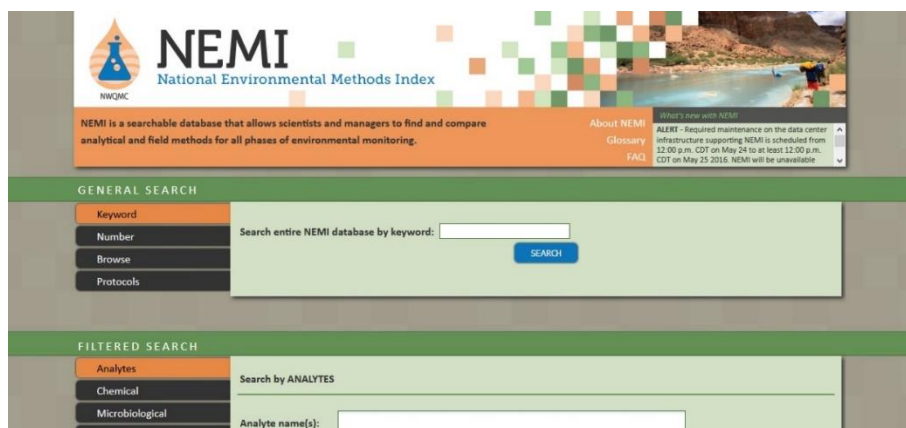 NWQMC
NEMI
National Environmental Methods Index
NEMI is a searchable database that allows scientists and managers to find and compare
analytical and field methods for all phases of environmental monitoring.
About NEMI
Glossary
FAQ
What's new with NEMI
ALERT - Required maintenance on the data center
infrastructure supporting NEMI is scheduled from
12:00 p.m. CDT on May 24 to at least 12:00 p.m.
CDT on May 25 2016. NEMI will be unavailable
GENERAL SEARCH
Keyword
Number
Browse
Protocols
Search entire NEMI database by keyword:
SEARCH
FILTERED SEARCH
Analytes
Chemical
Microbiological
Search by ANALYTES
Analyte name(s):